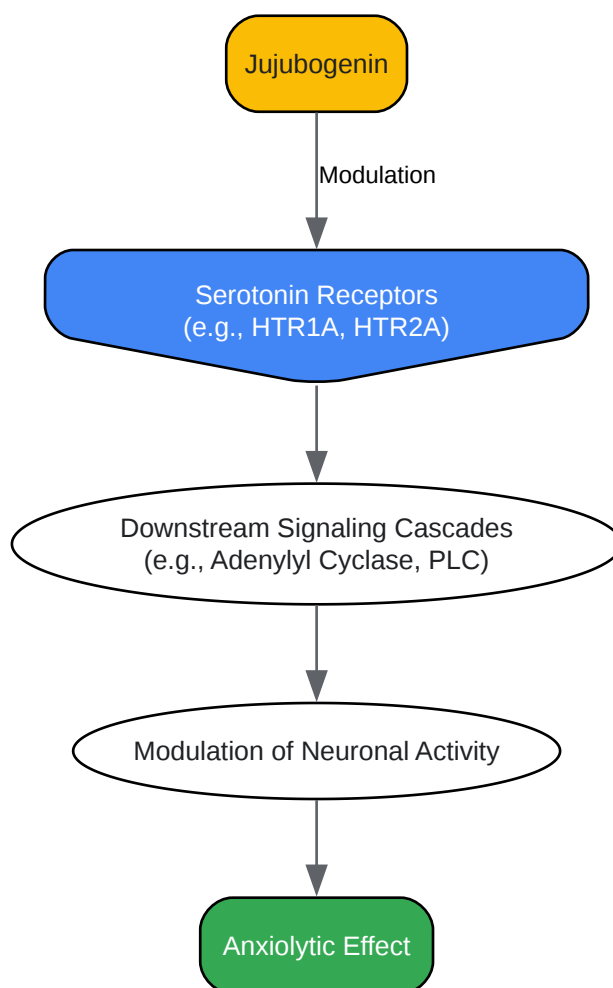 Jujubogenin
Modulation
Serotonin Receptors
(e.g., HTR1A, HTR2A)
Downstream Signaling Cascades
(e.g., Adenylyl Cyclase, PLC)
Modulation of Neuronal Activity
Anxiolytic Effect